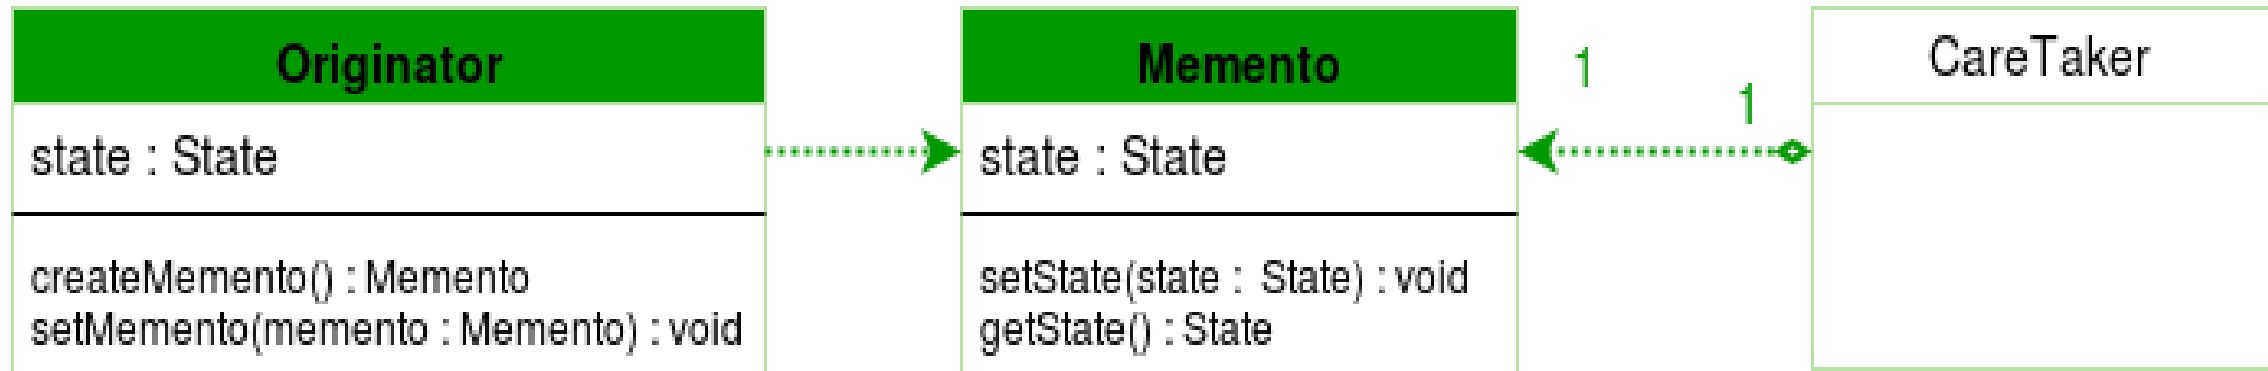 Originator
state : State
createMemento() : Memento
setMemento(memento : Memento) : void
Memento
state : State
setState(state : State) : void
getState() : State
1
1
CareTaker